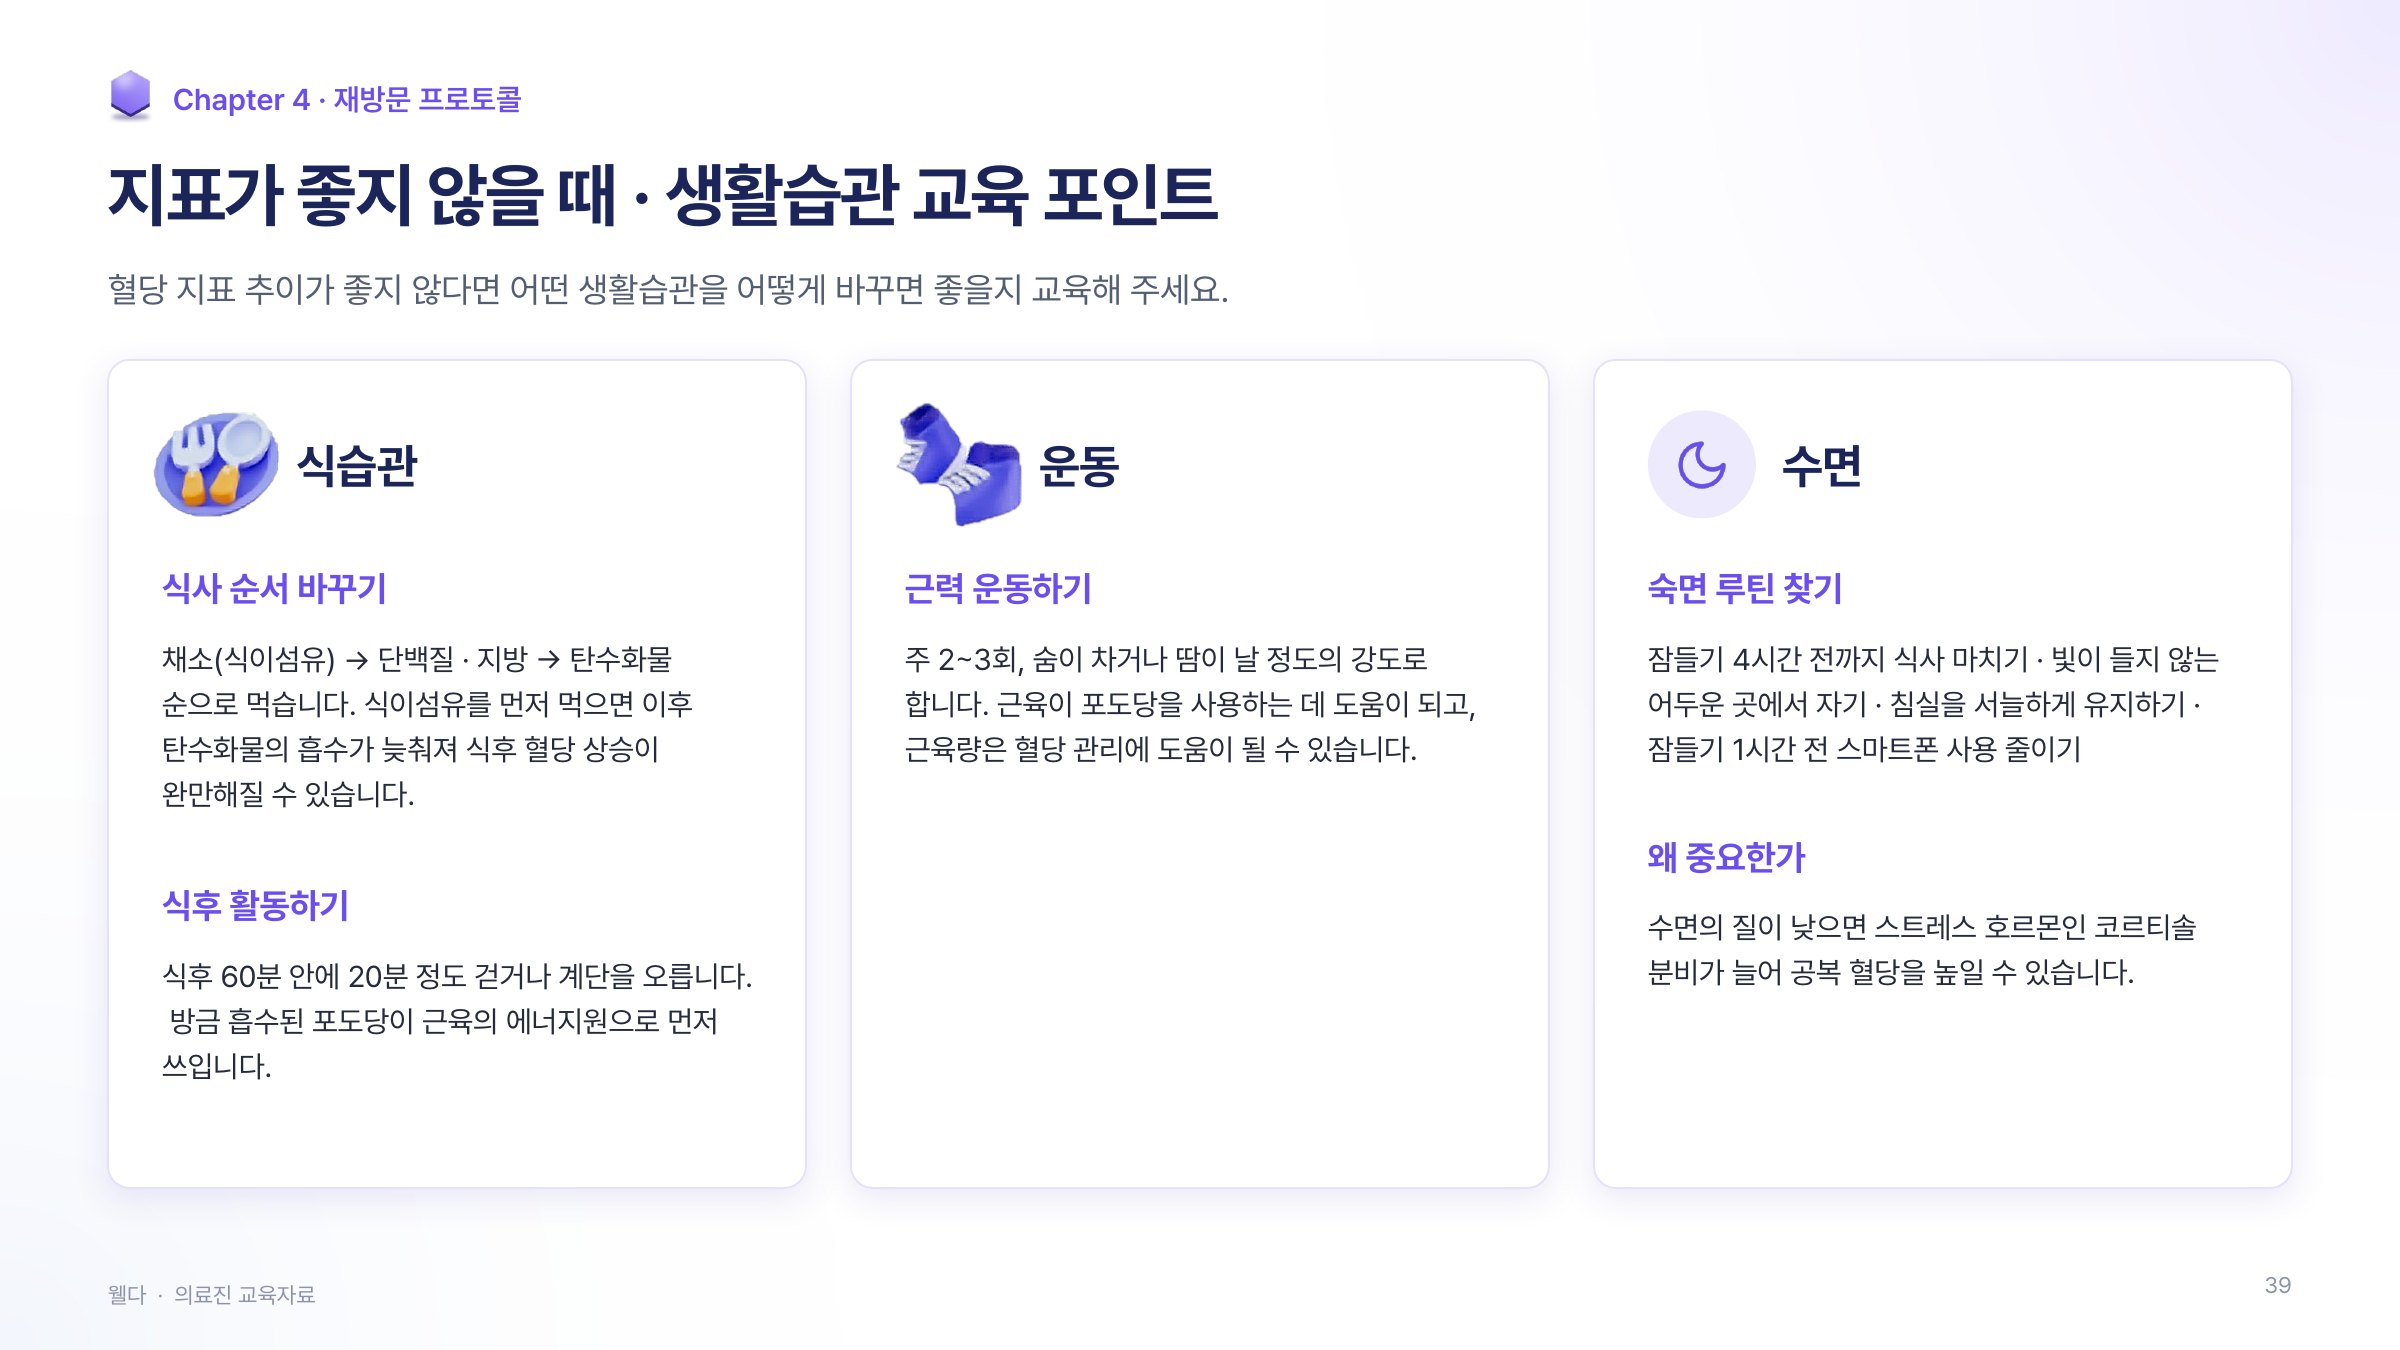 Chapter 4 · 재방문 프로토콜
지표가 좋지 않을 때 · 생활습관 교육 포인트
혈당 지표 추이가 좋지 않다면 어떤 생활습관을 어떻게 바꾸면 좋을지 교육해 주세요.
식습관
식사 순서 바꾸기
채소(식이섬유) → 단백질 · 지방 → 탄수화물
순으로 먹습니다. 식이섬유를 먼저 먹으면 이후
탄수화물의 흡수가 늦춰져 식후 혈당 상승이
완만해질 수 있습니다.
식후 활동하기
식후 60분 안에 20분 정도 걷거나 계단을 오릅니다.
방금 흡수된 포도당이 근육의 에너지원으로 먼저
쓰입니다.
운동
근력 운동하기
주 2~3회, 숨이 차거나 땀이 날 정도의 강도로
합니다. 근육이 포도당을 사용하는 데 도움이 되고,
근육량은 혈당 관리에 도움이 될 수 있습니다.
수면
숙면 루틴 찾기
잠들기 4시간 전까지 식사 마치기 · 빛이 들지 않는
어두운 곳에서 자기 · 침실을 서늘하게 유지하기 ·
잠들기 1시간 전 스마트폰 사용 줄이기
왜 중요한가
수면의 질이 낮으면 스트레스 호르몬인 코르티솔
분비가 늘어 공복 혈당을 높일 수 있습니다.
웰다 · 의료진 교육자료
39